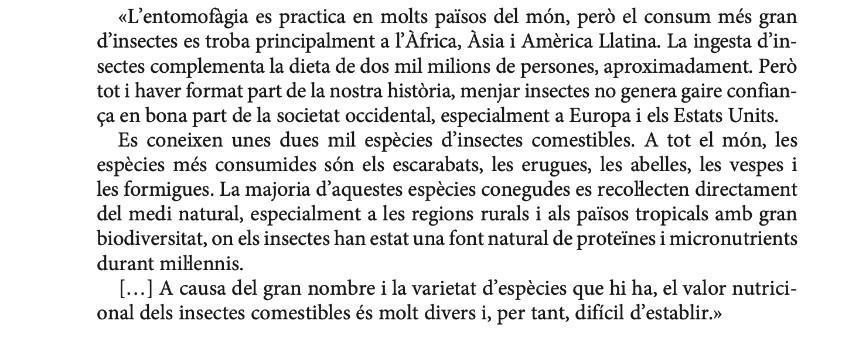 «L’entomofàgia es practica en molts països del món, però el consum més gran
d’insectes es troba principalment a l’Àfrica, Àsia i Amèrica Llatina. La ingesta d’in-
sectes complementa la dieta de dos mil milions de persones, aproximadament. Però
tot i haver format part de la nostra història, menjar insectes no genera gaire confian-
ça en bona part de la societat occidental, especialment a Europa i els Estats Units.
Es coneixen unes dues mil espècies d’insectes comestibles. A tot el món, les
espècies més consumides són els escarabats, les erugues, les abelles, les vespes i
les formigues. La majoria d’aquestes espècies conegudes es recol·lecten directament
del medi natural, especialment a les regions rurals i als països tropicals amb gran
biodiversitat, on els insectes han estat una font natural de proteïnes i micronutrients
durant mil·lennis.
[…] A causa del gran nombre i la varietat d’espècies que hi ha, el valor nutrici-
onal dels insectes comestibles és molt divers i, per tant, difícil d’establir.»